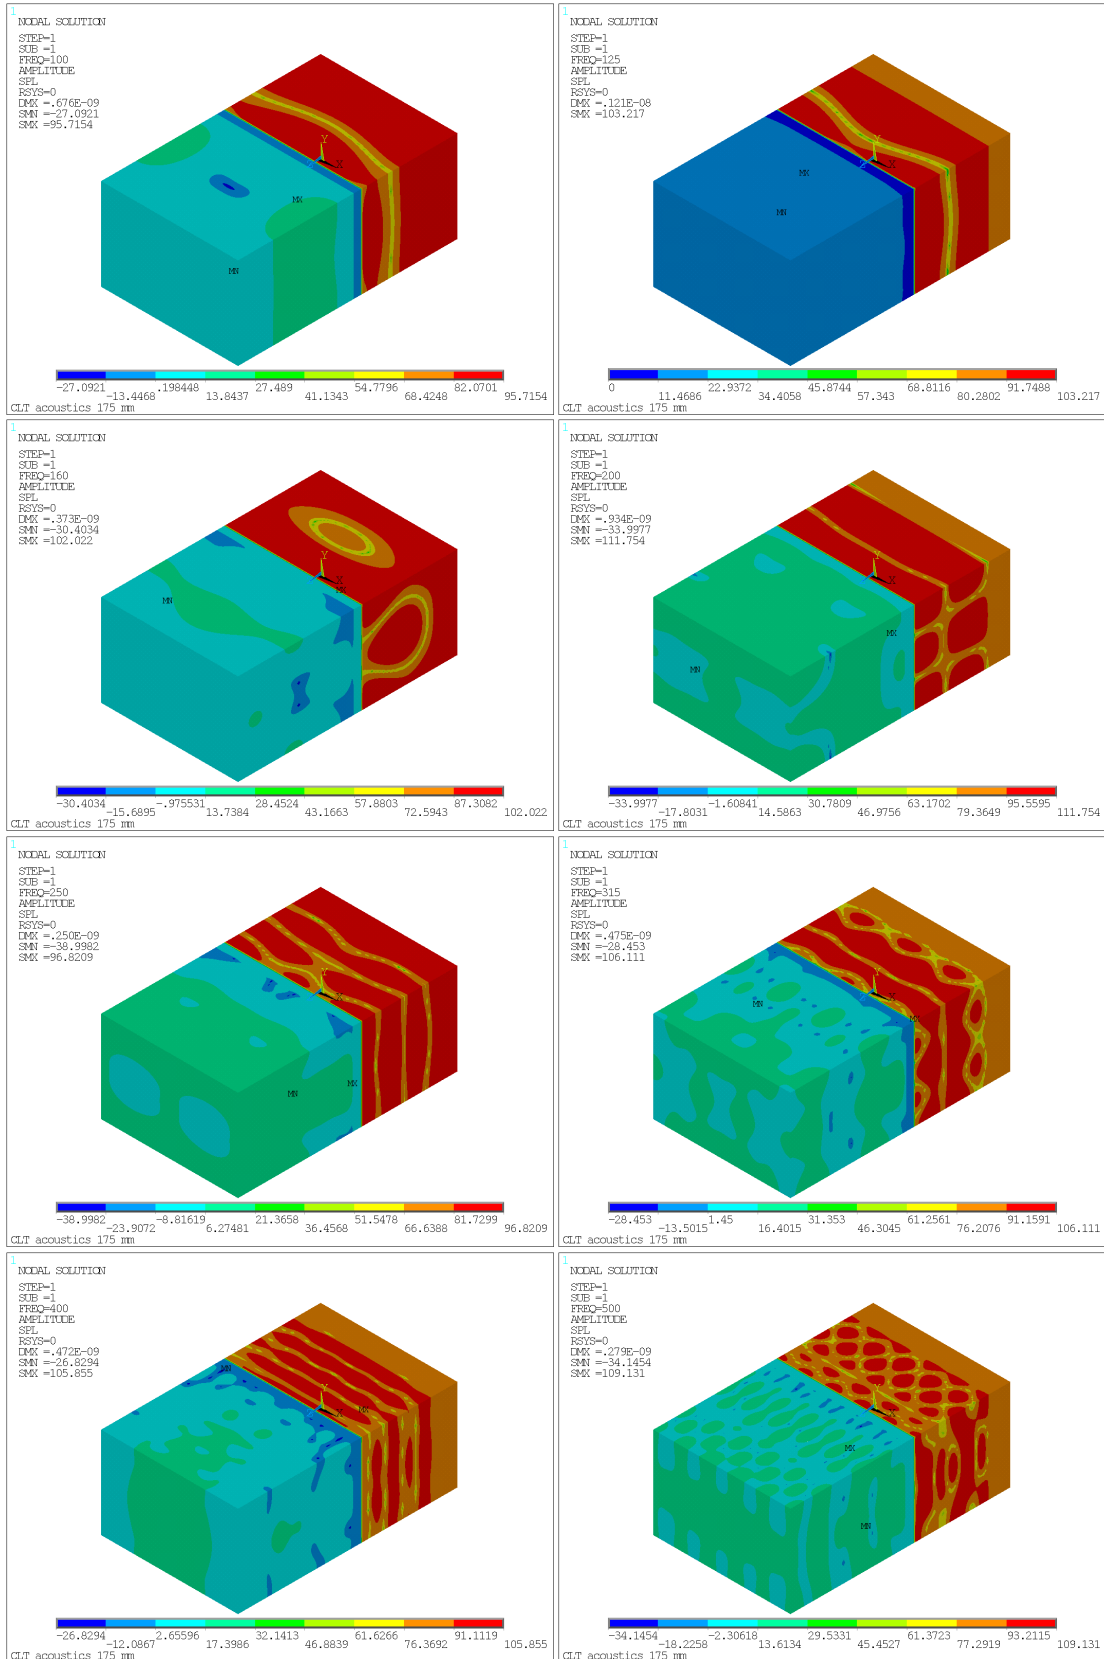 1
NODAL SOLUTION
STEP=1
SUB =1
FREQ=100
AMPLITUDE
SPL
RSYS=0
DMX =.676E-09
SMN =-27.0921
SMX =95.7154
Y
X
MX
MN
-27.0921 .198448 27.489 54.7796 82.0701
-13.4468 13.8437 41.1343 68.4248 95.7154
CLT acoustics 175 mm
1
NODAL SOLUTION
STEP=1
SUB =1
FREQ=125
AMPLITUDE
SPL
RSYS=0
DMX =.121E-08
SMX =103.217
Y
Z X
MX
MN
0 22.9372 45.8744 68.8116 91.7488
11.4686 34.4058 57.343 80.2802 103.217
CLT acoustics 175 mm
1
NODAL SOLUTION
STEP=1
SUB =1
FREQ=160
AMPLITUDE
SPL
RSYS=0
DMX =.373E-09
SMN =-30.4034
SMX =102.022
Y
X
MN
MN
-30.4034 -.975531 28.4524 57.8803 87.3082
-15.6895 13.7384 43.1663 72.5943 102.022
CLT acoustics 175 mm
1
NODAL SOLUTION
STEP=1
SUB =1
FREQ=200
AMPLITUDE
SPL
RSYS=0
DMX =.934E-09
SMN =-33.9977
SMX =111.754
Y
X
MX
MN
-33.9977 -1.60841 30.7809 63.1702 95.5595
-17.8031 14.5863 46.9756 79.3649 111.754
CLT acoustics 175 mm
1
NODAL SOLUTION
STEP=1
SUB =1
FREQ=250
AMPLITUDE
SPL
RSYS=0
DMX =.250E-09
SMN =-38.9982
SMX =96.8209
Y
X
MX
MN
-38.9982 -8.81619 21.3658 51.5478 81.7299
-23.9072 6.27481 36.4568 66.6388 96.8209
CLT acoustics 175 mm
1
NODAL SOLUTION
STEP=1
SUB =1
FREQ=315
AMPLITUDE
SPL
RSYS=0
DMX =.475E-09
SMN =-28.453
SMX =106.111
Y
X
MN
MX
-28.453 1.45 31.353 61.2561 91.1591
-13.5015 16.4015 46.3045 76.2076 106.111
CLT acoustics 175 mm
1
NODAL SOLUTION
STEP=1
SUB =1
FREQ=400
AMPLITUDE
SPL
RSYS=0
DMX =.472E-09
SMN =-26.8294
SMX =105.855
MN
Y
X
MX
-26.8294 2.65596 32.1413 61.6266 91.1119
-12.0867 17.3986 46.8839 76.3692 105.855
CLT acoustics 175 mm
1
NODAL SOLUTION
STEP=1
SUB =1
FREQ=500
AMPLITUDE
SPL
RSYS=0
DMX =.279E-09
SMN =-34.1454
SMX =109.131
Y
X
MX
MN
-34.1454 -2.30618 29.5331 61.3723 93.2115
-18.2258 13.6134 45.4527 77.2919 109.131
CLT acoustics 175 mm